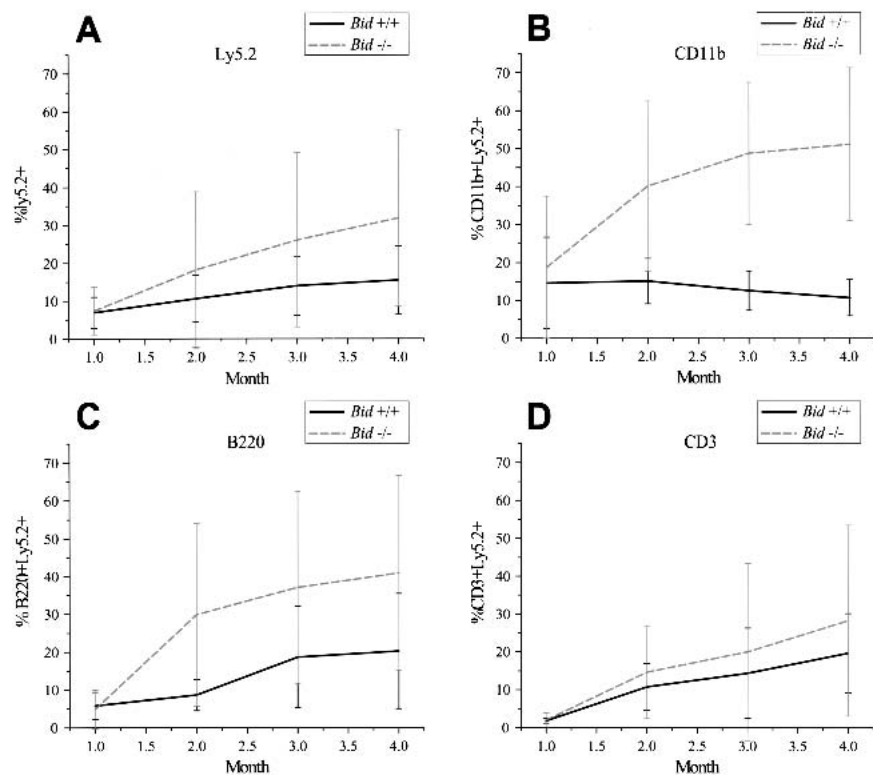 A
Ly5.2
Bid +/+
Bid -/-
%ly5.2+
70
60
50
40
30
20
10
0
1.0 1.5 2.0 2.5 3.0 3.5 4.0
Month
B
CD11b
Bid +/+
Bid -/-
% CD11b+Ly5.2+
70
60
50
40
30
20
10
0
1.0 1.5 2.0 2.5 3.0 3.5 4.0
Month
C
B220
Bid +/+
Bid -/-
% B220+Ly5.2+
70
60
50
40
30
20
10
0
1.0 1.5 2.0 2.5 3.0 3.5 4.0
Month
D
CD3
Bid +/+
Bid -/-
%CD3+Ly5.2+
70
60
50
40
30
20
10
0
1.0 1.5 2.0 2.5 3.0 3.5 4.0
Month